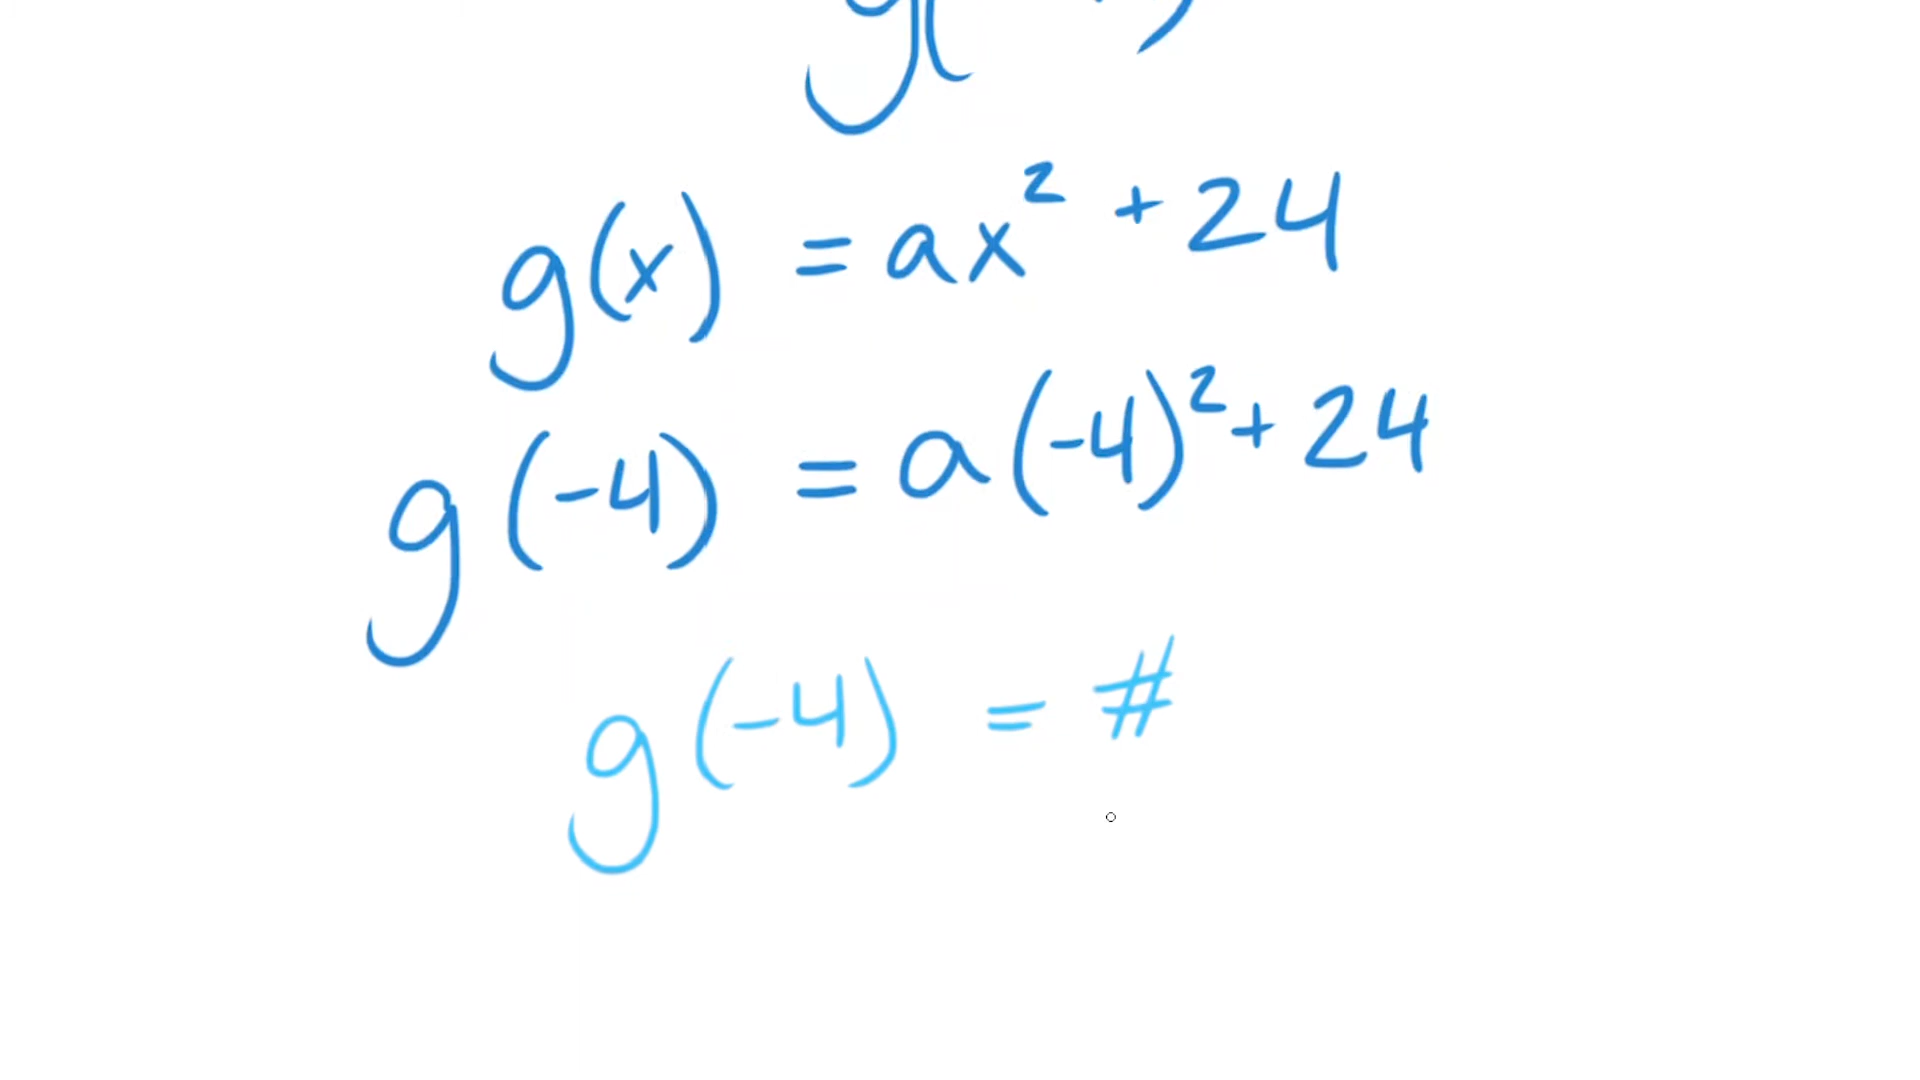 g(
g(x) = ax² + 24
g(-4) = a(-4)² + 24
g(-4) = #